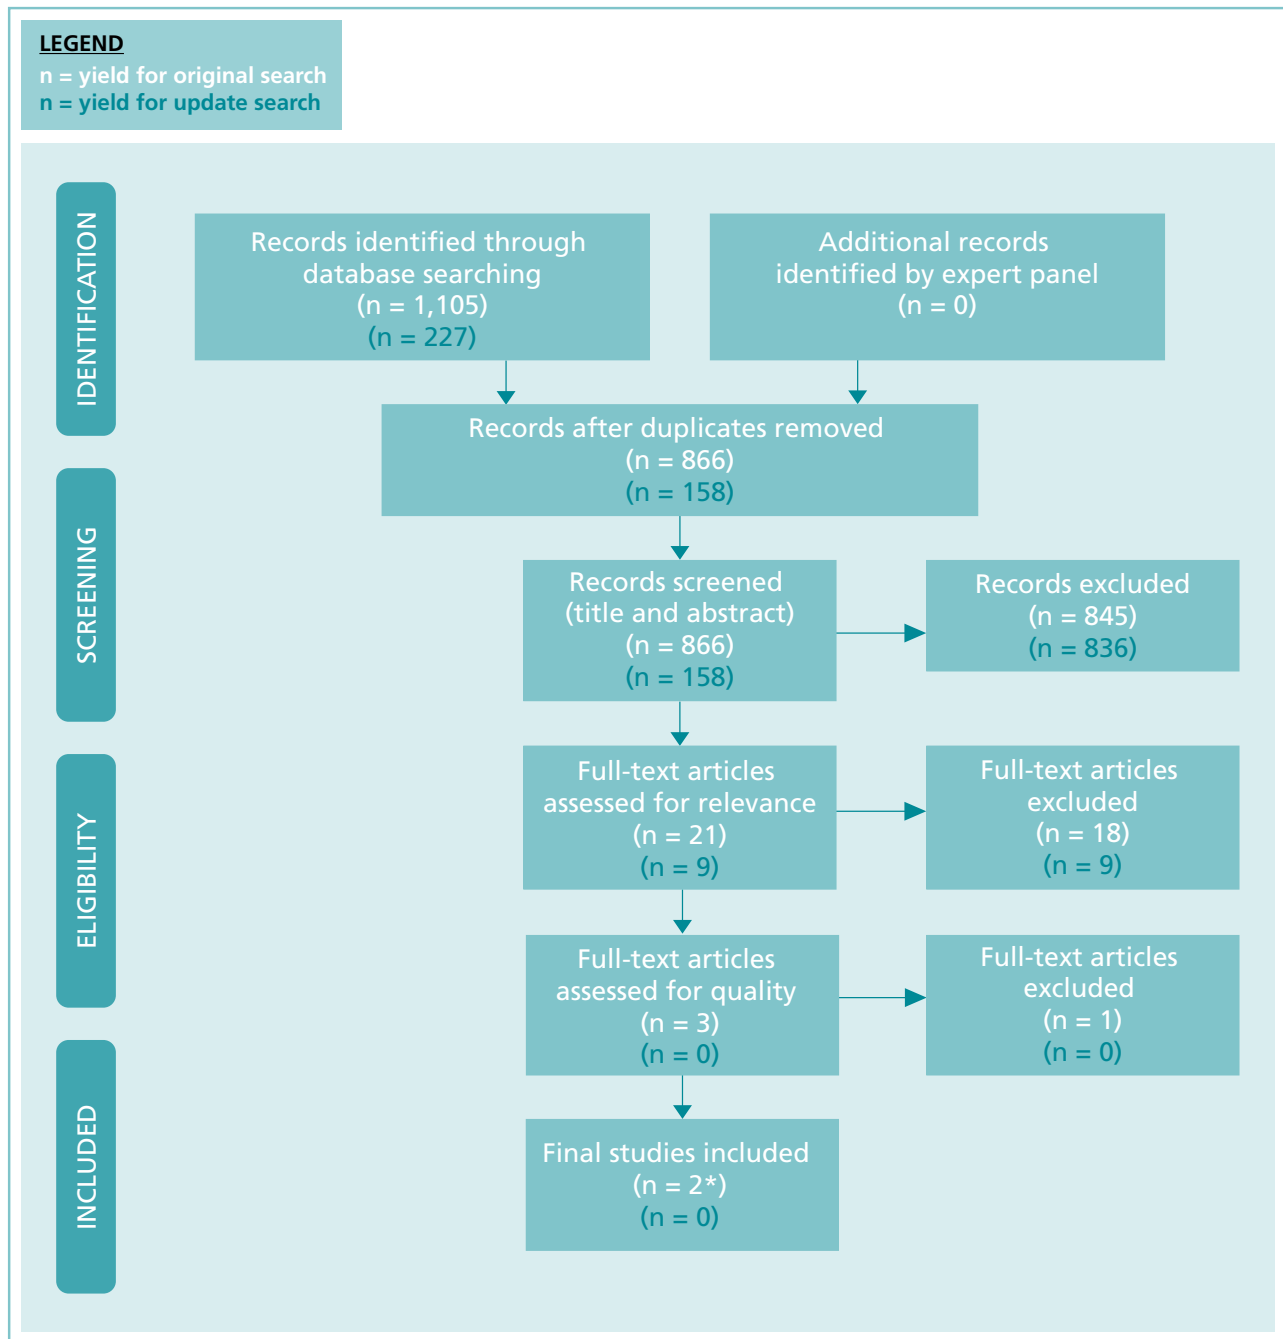 LEGEND
n = yield for original search
n = yield for update search
IDENTIFICATION
Records identified through
database searching
(n = 1,105)
(n = 227)
Additional records
identified by expert panel
(n = 0)
Records after duplicates removed
(n = 866)
(n = 158)
SCREENING
Records screened
(title and abstract)
(n = 866)
(n = 158)
Records excluded
(n = 845)
(n = 836)
ELIGIBILITY
Full-text articles
assessed for relevance
(n = 21)
(n = 9)
Full-text articles
excluded
(n = 18)
(n = 9)
Full-text articles
assessed for quality
(n = 3)
(n = 0)
Full-text articles
excluded
(n = 1)
(n = 0)
INCLUDED
Final studies included
(n = 2*)
(n = 0)